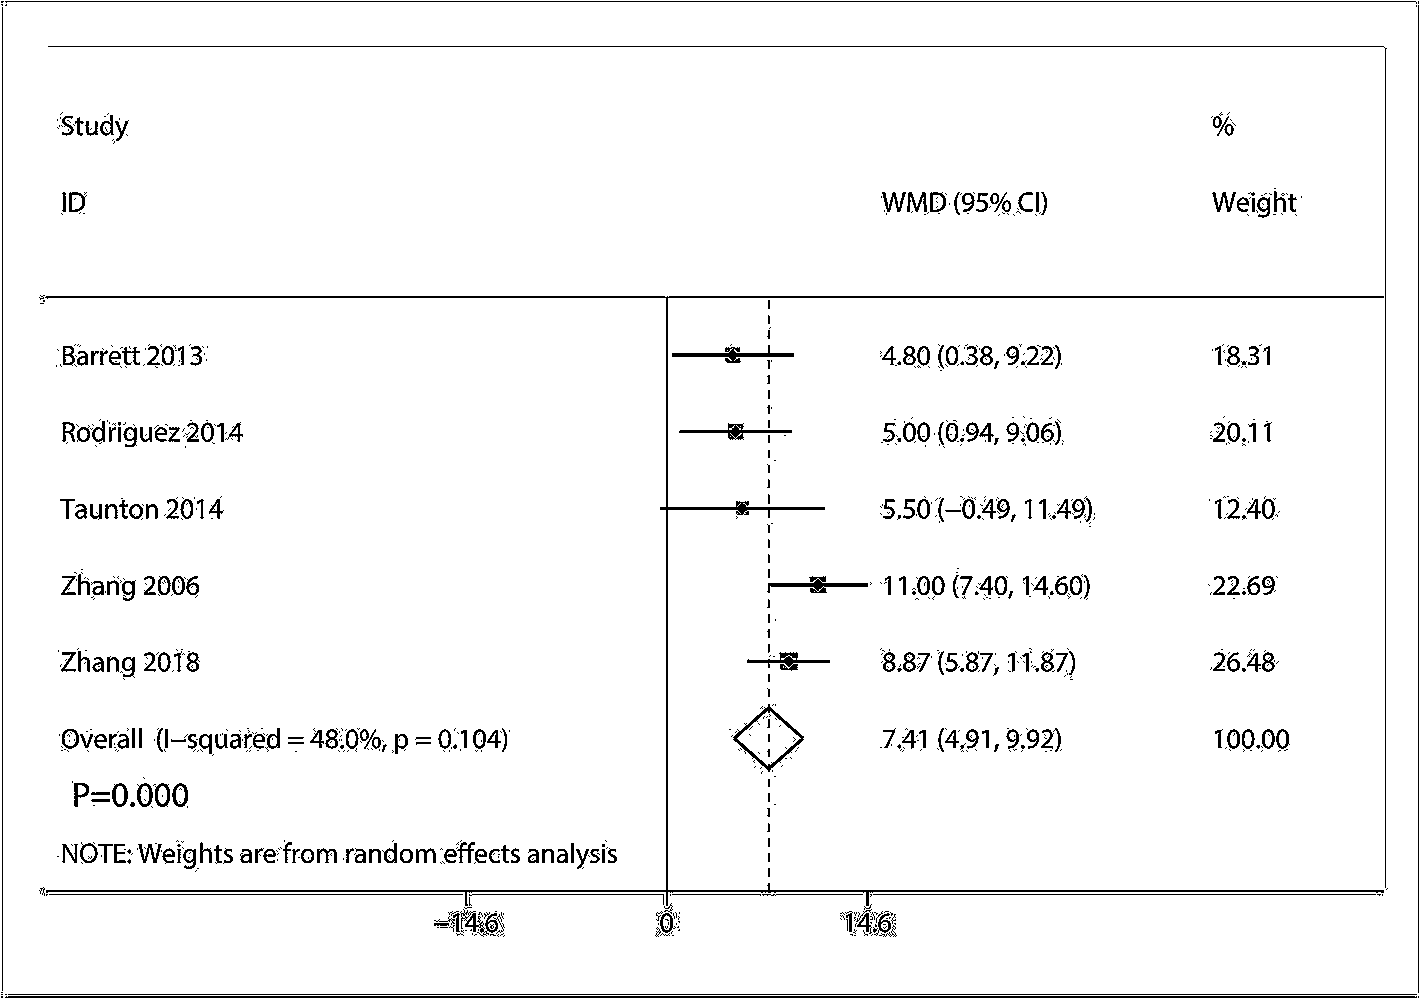 Study %
ID WMD (95% CI) Weight
Barrett 2013 4.80 (0.38, 9.22) 18.31
Rodriguez 2014 5.00 (0.94, 9.06) 20.11
Taunton 2014 5.50 (−0.49, 11.49) 12.40
Zhang 2006 11.00 (7.40, 14.60) 22.69
Zhang 2018 8.87 (5.87, 11.87) 26.48
Overall (I−squared = 48.0%, p = 0.104) 7.41 (4.91, 9.92) 100.00
P=0.000
NOTE: Weights are from random effects analysis
−14.6 0 14.6